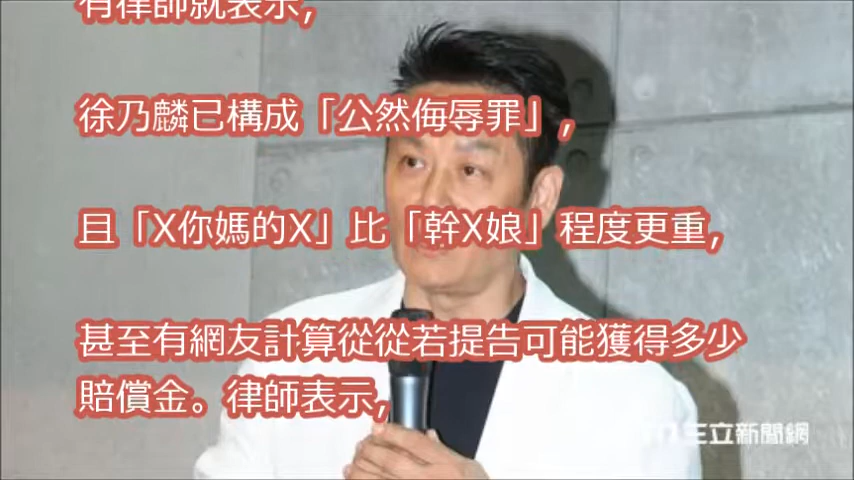 有律師就表示，
徐乃麟已構成「公然侮辱罪」，
且「X你媽的X」比「幹X娘」程度更重，
甚至有網友計算從從若提告可能獲得多少
賠償金。律師表示，
三立新聞網